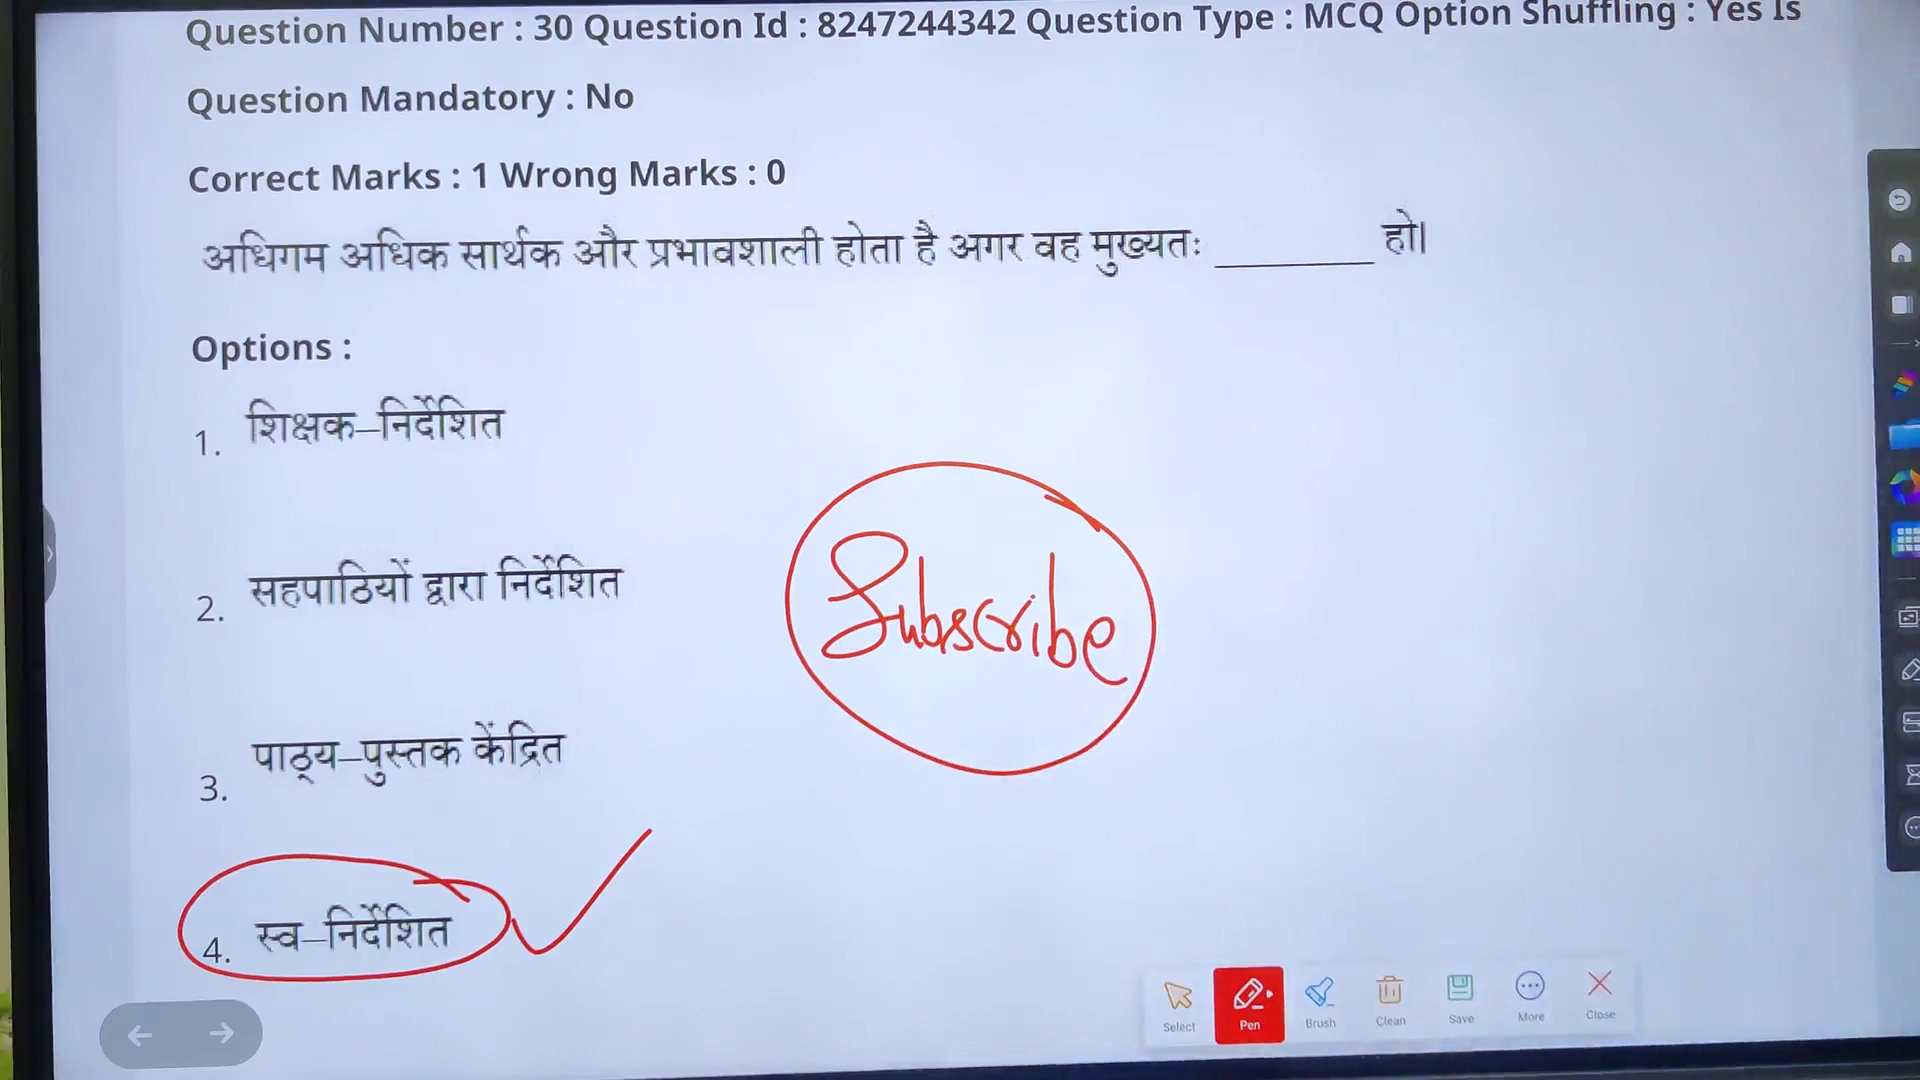 Question Number : 30 Question Id : 8247244342 Question Type : MCQ Option Shuffling : Yes Is
Question Mandatory : No
Correct Marks : 1 Wrong Marks : 0
अधिगम अधिक सार्थक और प्रभावशाली होता है अगर वह मुख्यतः ________ हो।
Options :
1. शिक्षक–निर्देशित
2. सहपाठियों द्वारा निर्देशित
Subscribe
3. पाठ्य–पुस्तक केंद्रित
4. स्व–निर्देशित
Select Pen Brush Clean Save More Close